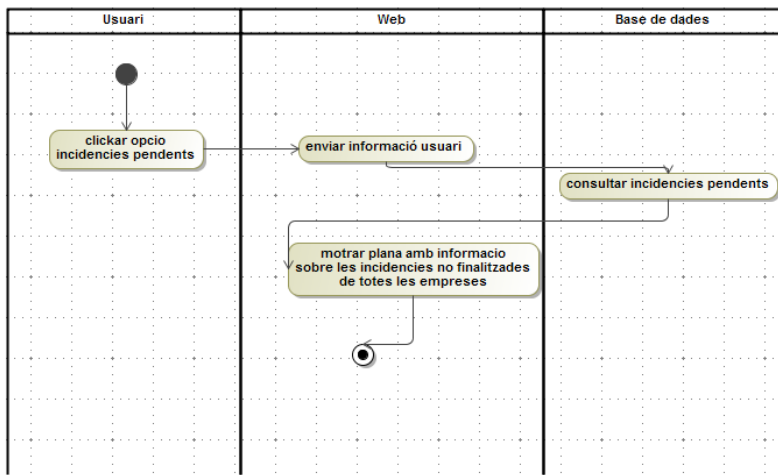 Usuari
Web
Base de dades
clickar opcio
incidencies pendents
enviar informació usuari
consultar incidencies pendents
motrar plana amb informacio
sobre les incidencies no finalitzades
de totes les empreses